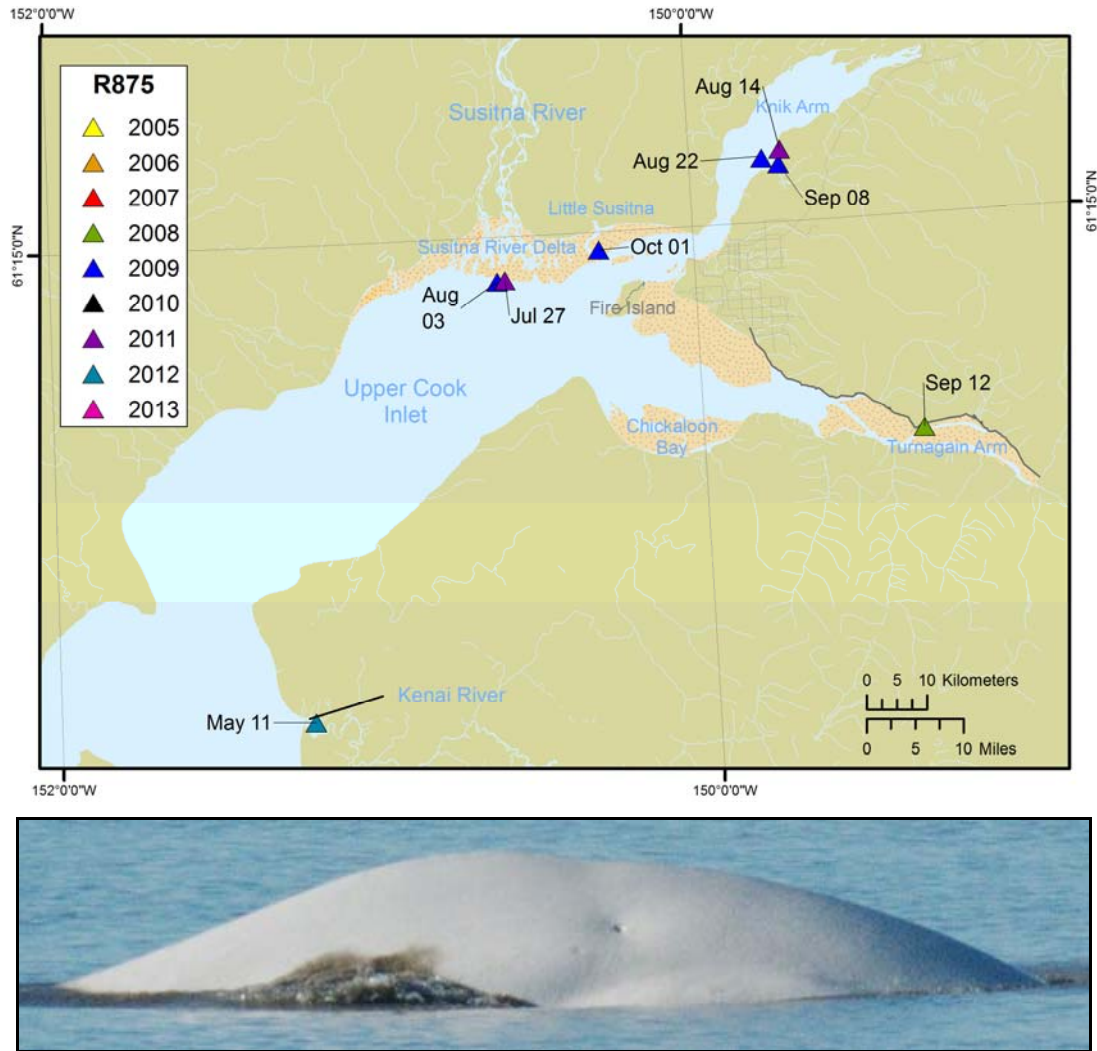 152°0'0"W
150°0'0"W
R875
2005
2006
2007
2008
2009
2010
2011
2012
2013
Susitna River
Aug 14
Knik Arm
Aug 22
Sep 08
61°15'0"N
Little Susitna
Susitna River Delta
Oct 01
61°15'0"N
Aug
03
Jul 27
Fire Island
Upper Cook
Inlet
Sep 12
Chickaloon
Bay
Turnagain Arm
Kenai River
May 11
0 5 10 Kilometers
0 5 10 Miles
152°0'0"W
150°0'0"W